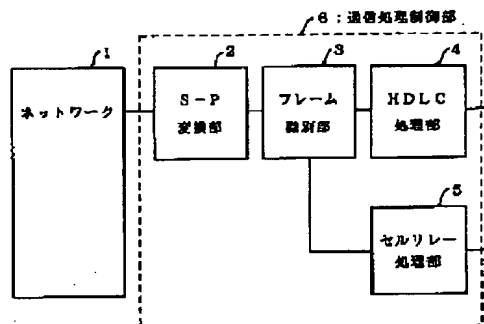 6：通信処理制御部
1
ネットワーク
2
S-P
変換部
3
フレーム
識別部
4
HDLC
処理部
5
セルリレー
処理部